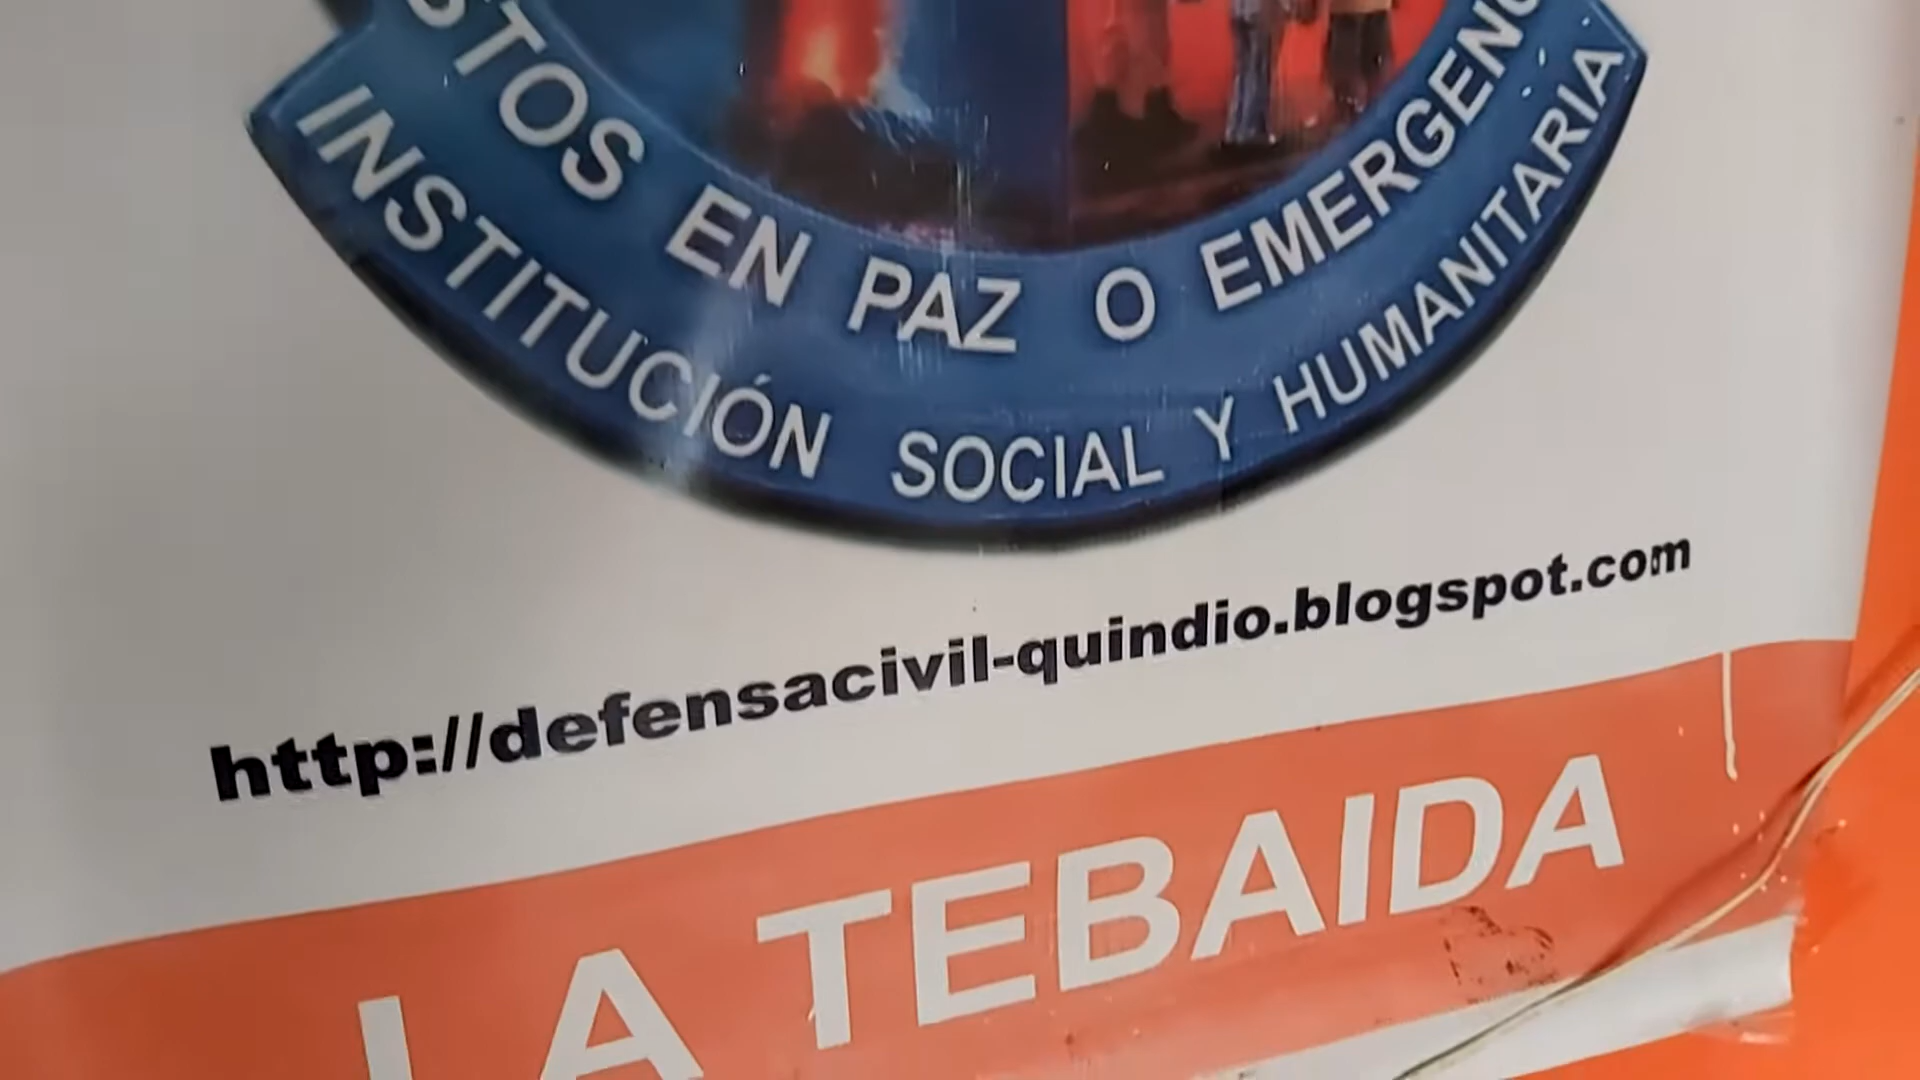 EN PAZ O
INSTITUCIÓN SOCIAL Y HUMANITARIA
http://defensacivil-quindio.blogspot.com
LA TEBAIDA